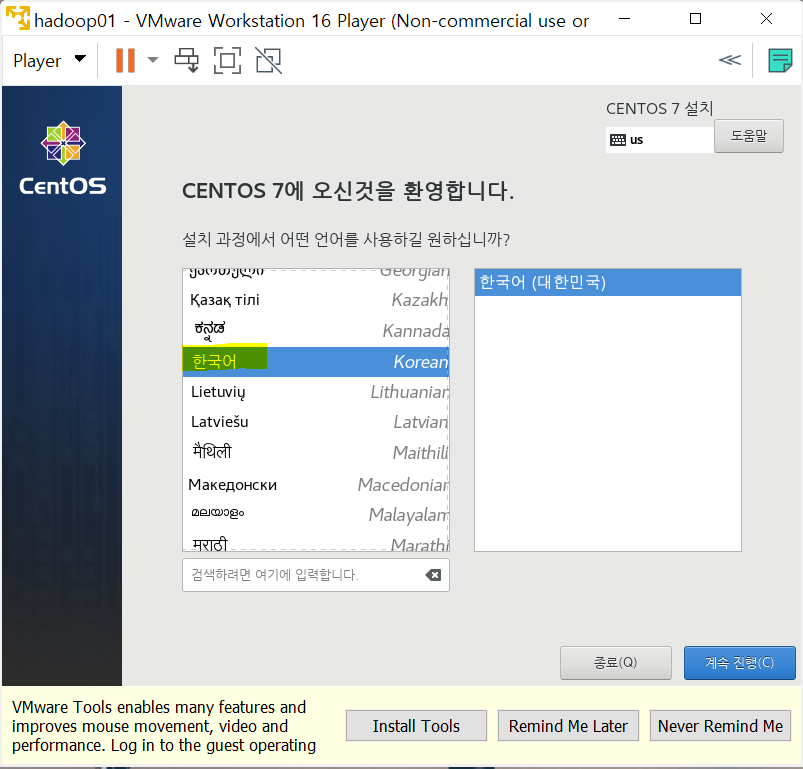 hadoop01 - VMware Workstation 16 Player (Non-commercial use or
Player
CentOS
CENTOS 7 설치
us
도움말
CENTOS 7에 오신것을 환영합니다.
설치 과정에서 어떤 언어를 사용하길 원하십니까?
ქართული Georgian
Қазақ тілі Kazakh
ಕನ್ನಡ Kannada
한국어 Korean
Lietuvių Lithuanian
Latviešu Latvian
मैथिली Maithili
Македонски Macedonian
മലയാളം Malayalam
मराठी Marathi
한국어 (대한민국)
검색하려면 여기에 입력합니다.
종료(Q)
계속 진행(C)
VMware Tools enables many features and
improves mouse movement, video and
performance. Log in to the guest operating
Install Tools
Remind Me Later
Never Remind Me